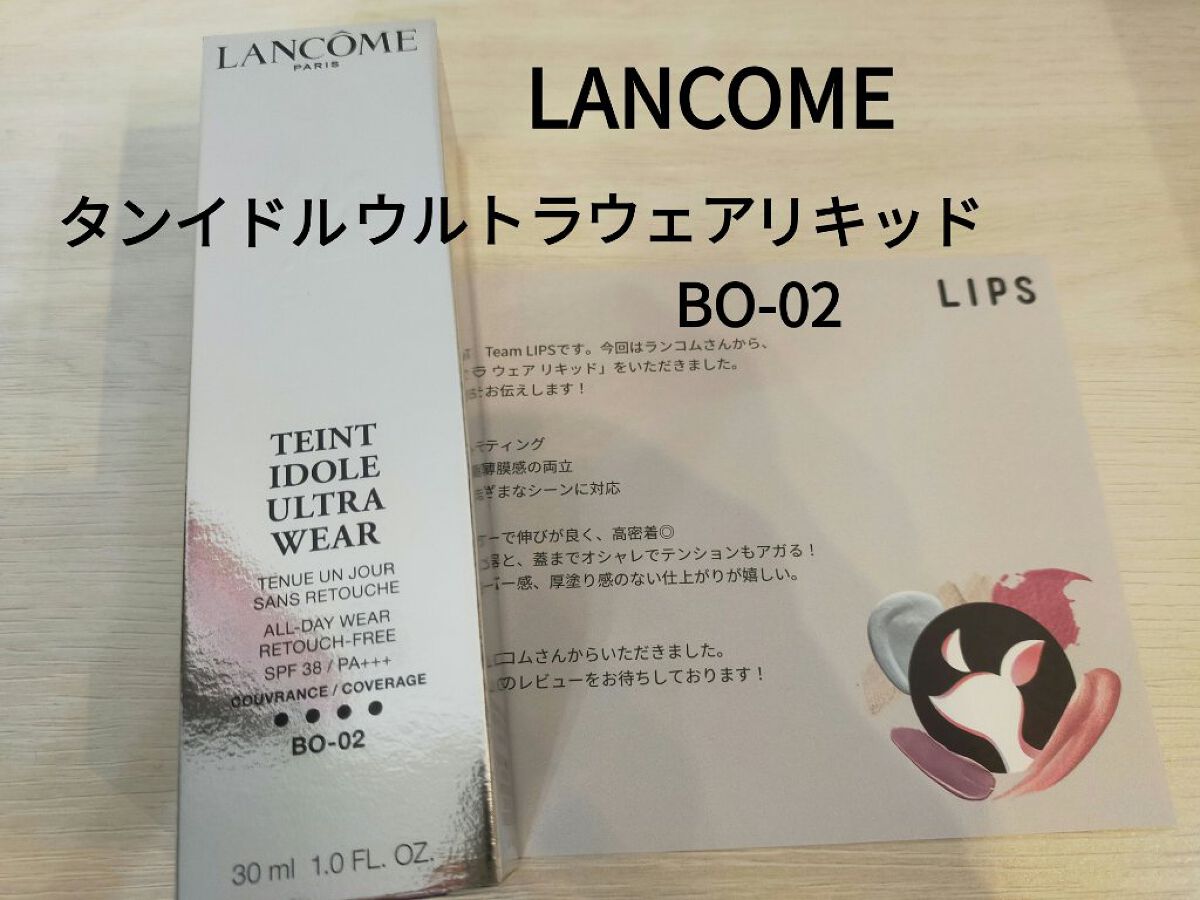 LANCÔME
PARIS
LANCOME
タンイドルウルトラウェアリキッド
BO-02
TEINT
IDOLE
ULTRA
WEAR
TENUE UN JOUR
SANS RETOUCHE
ALL-DAY WEAR
RETOUCH-FREE
SPF 38 / PA+++
COUVRANCE / COVERAGE
BO-02
30 ml 1.0 FL. OZ.
LIPS
Team LIPSです。今回はランコムさんから、
ラ ウェア リキッド」をいただきました。
お伝えします！
ティング
薄膜感の両立
ざまなシーンに対応
ーで伸びが良く、高密着◎
器と、蓋までオシャレでテンションもアガる！
バー感、厚塗り感のない仕上がりが嬉しい。
コムさんからいただきました。
のレビューをお待ちしております！